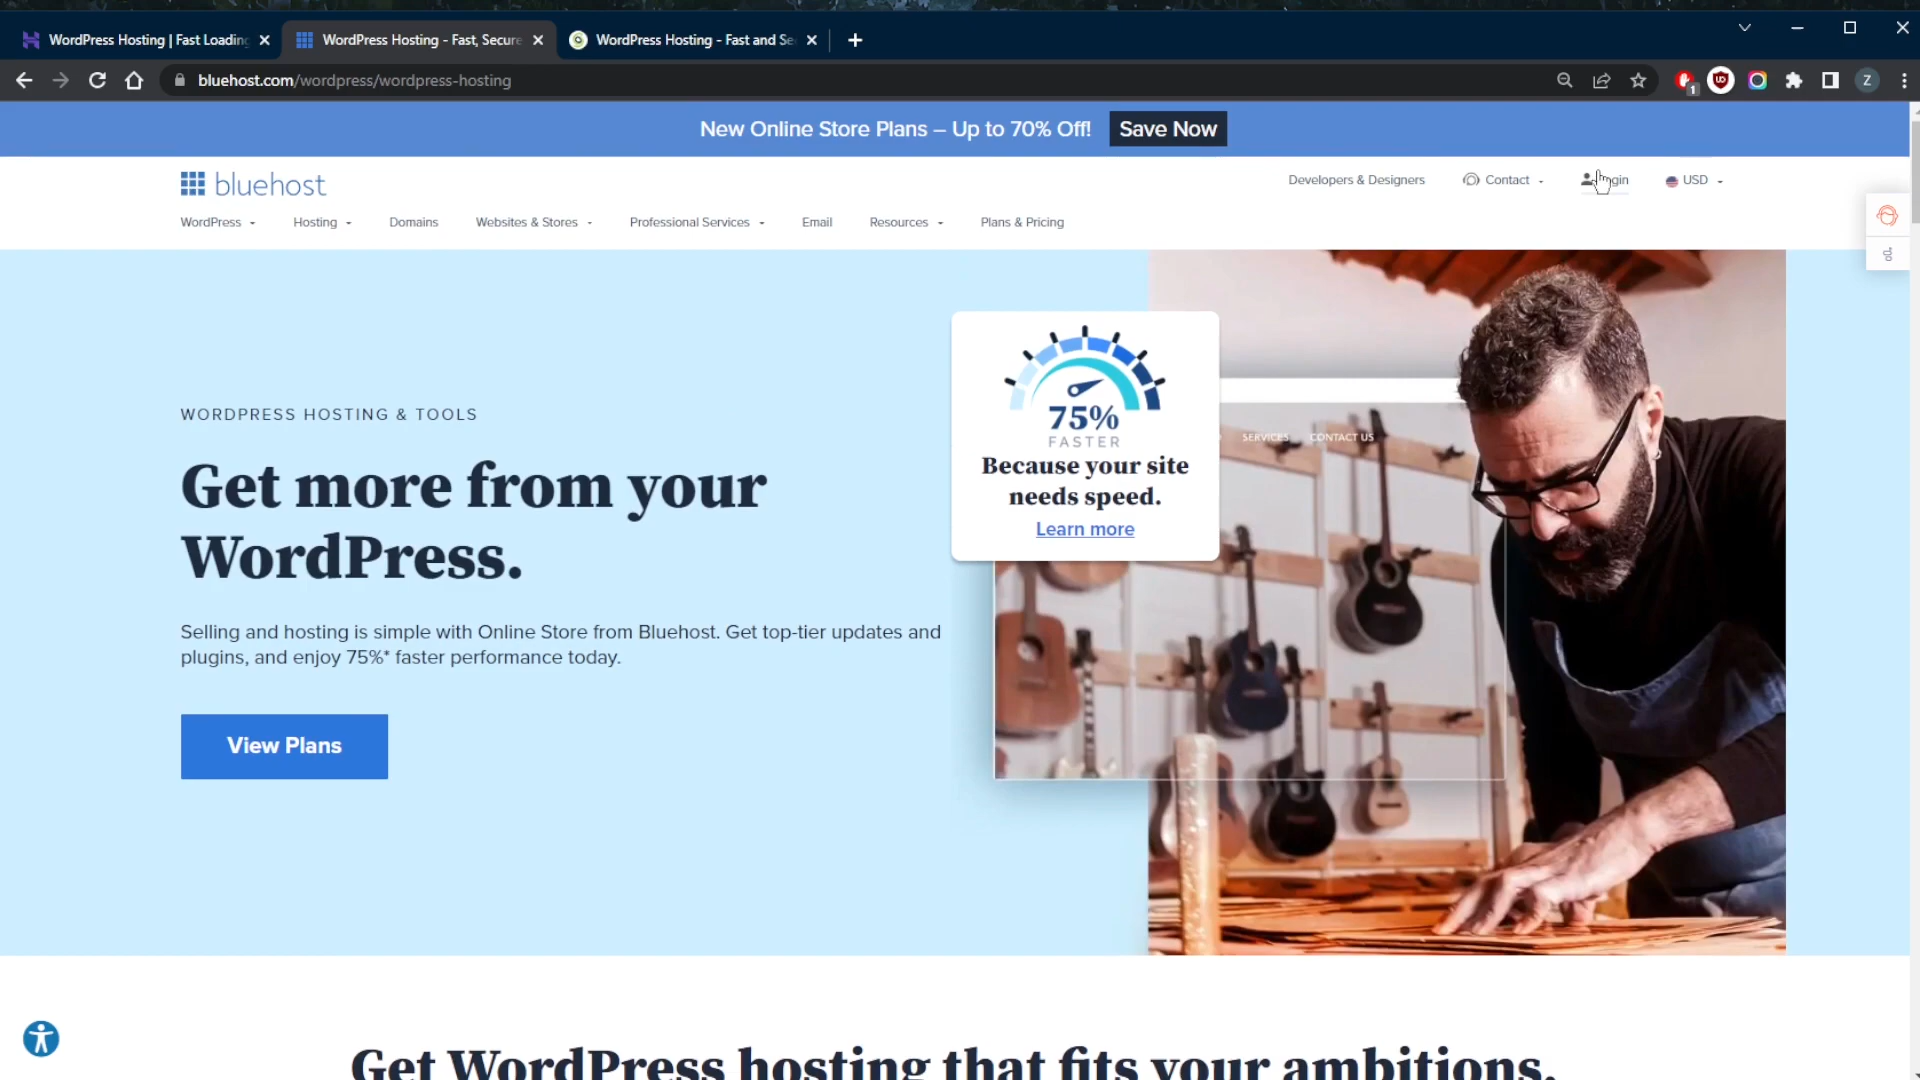 WordPress Hosting | Fast Loading
WordPress Hosting - Fast, Secure
WordPress Hosting - Fast and Se
bluehost.com/wordpress/wordpress-hosting
1
Z
New Online Store Plans – Up to 70% Off! Save Now
bluehost
Developers & Designers
Contact
USD
WordPress
Hosting
Domains
Websites & Stores
Professional Services
Email
Resources
Plans & Pricing
75%
FASTER
Because your site
needs speed.
Learn more
SERVICES
CONTACT US
WORDPRESS HOSTING & TOOLS
Get more from your
WordPress.
Selling and hosting is simple with Online Store from Bluehost. Get top-tier updates and
plugins, and enjoy 75%* faster performance today.
View Plans
Get WordPress hosting that fits your ambitions.